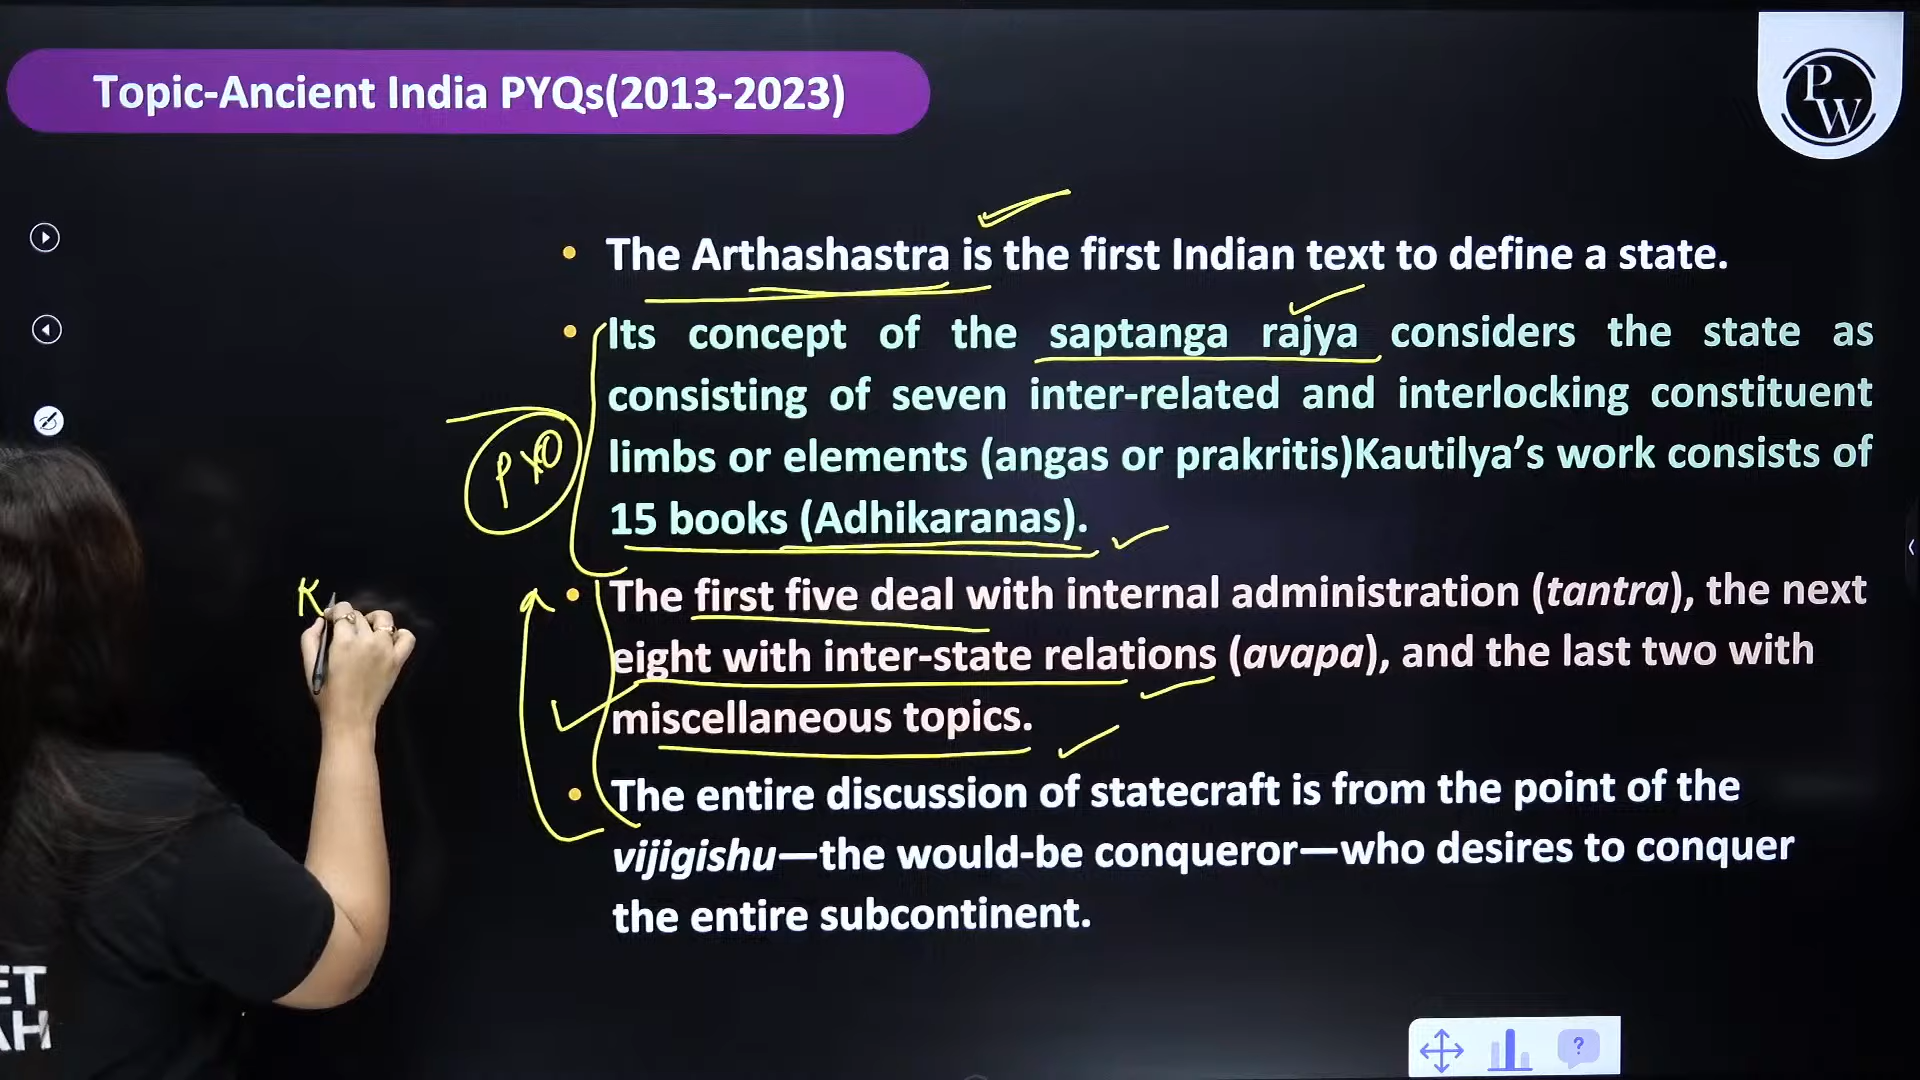 Topic-Ancient India PYQs(2013-2023)
P
W
• The Arthashastra is the first Indian text to define a state.
• Its concept of the saptanga rajya considers the state as
consisting of seven inter-related and interlocking constituent
limbs or elements (angas or prakritis)Kautilya’s work consists of
15 books (Adhikaranas).
PYQ
K
• The first five deal with internal administration (tantra), the next
eight with inter-state relations (avapa), and the last two with
miscellaneous topics.
• The entire discussion of statecraft is from the point of the
vijigishu—the would-be conqueror—who desires to conquer
the entire subcontinent.
ET
AH
?